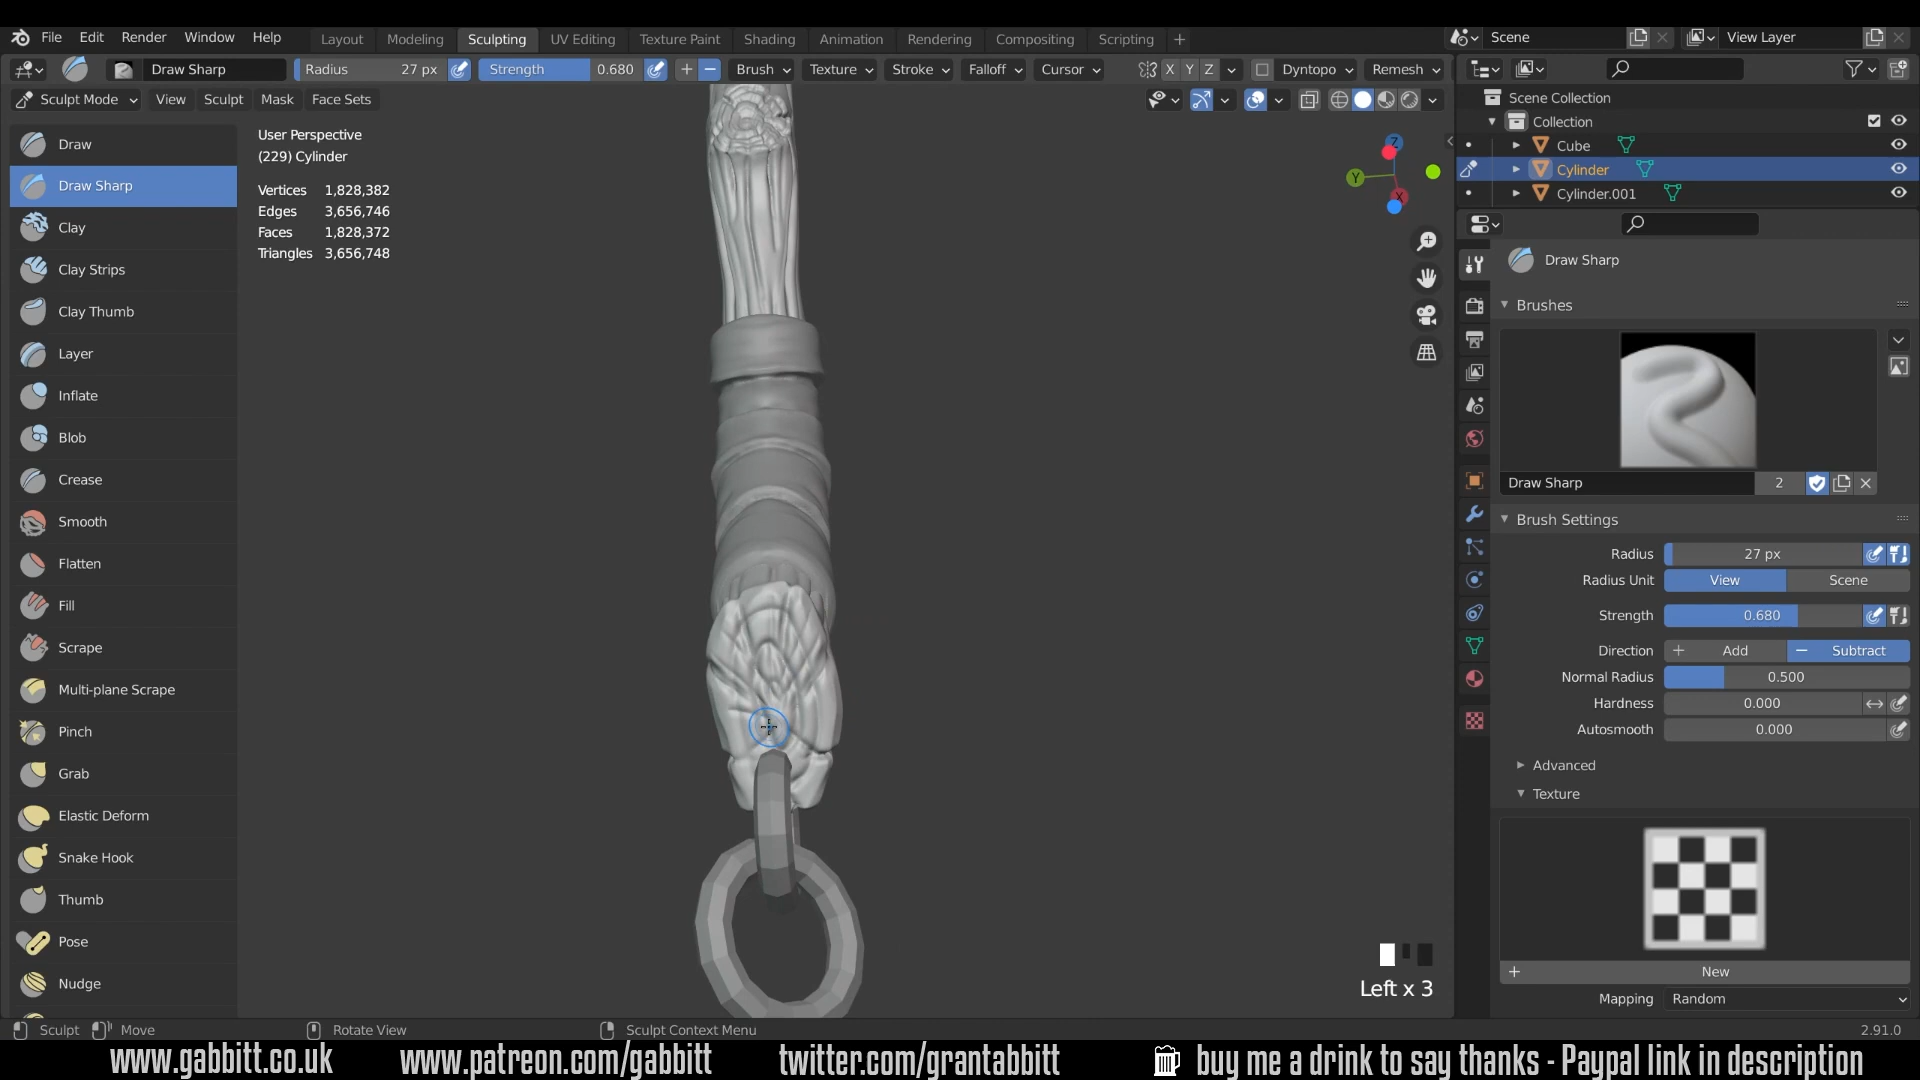 File Edit Render Window Help Layout Modeling Sculpting UV Editing Texture Paint Shading Animation Rendering Compositing Scripting Scene View Layer
Draw Sharp Radius 27 px Strength 0.680 Brush Texture Stroke Falloff Cursor X Y Z Dyntopo Remesh
Sculpt Mode View Sculpt Mask Face Sets
Draw
Draw Sharp
Clay
Clay Strips
Clay Thumb
Layer
Inflate
Blob
Crease
Smooth
Flatten
Fill
Scrape
Multi-plane Scrape
Pinch
Grab
Elastic Deform
Snake Hook
Thumb
Pose
Nudge
User Perspective
(229) Cylinder
Vertices 1,828,382
Edges 3,656,746
Faces 1,828,372
Triangles 3,656,748
Z
Y
X
Left x 3
Scene Collection
Collection
Cube
Cylinder
Cylinder.001
Draw Sharp
Brushes
Draw Sharp 2
Brush Settings
Radius 27 px
Radius Unit View Scene
Strength 0.680
Direction Add Subtract
Normal Radius 0.500
Hardness 0.000
Autosmooth 0.000
Advanced
Texture
New
Mapping Random
Sculpt Move Rotate View Sculpt Context Menu 2.91.0
www.gabbitt.co.uk www.patreon.com/gabbitt twitter.com/grantabbitt buy me a drink to say thanks - Paypal link in description